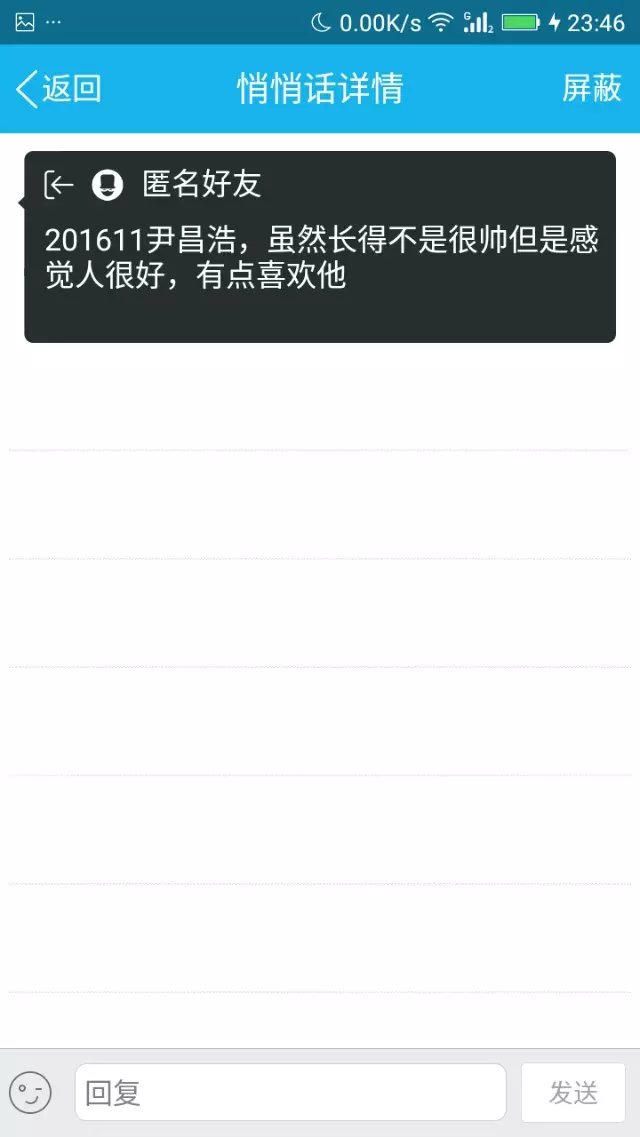 ... 0.00K/s G 2 23:46
返回 悄悄话详情 屏蔽
匿名好友
201611尹昌浩，虽然长得不是很帅但是感
觉人很好，有点喜欢他
回复 发送